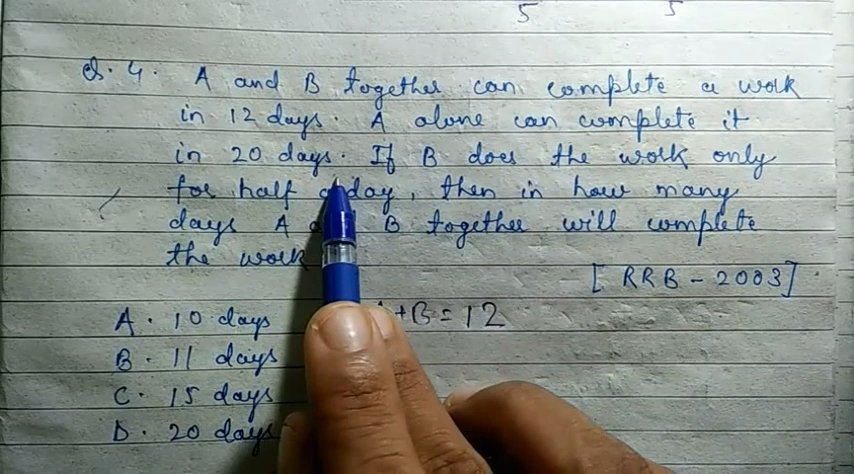 5 5
Q. 4. A and B together can complete a work
in 12 days. A alone can complete it
in 20 days. If B does the work only
for half a day, then in how many
days A B together will complete
the work
[RRB - 2003]
A. 10 days +B = 12
B. 11 days
C. 15 days
D. 20 days